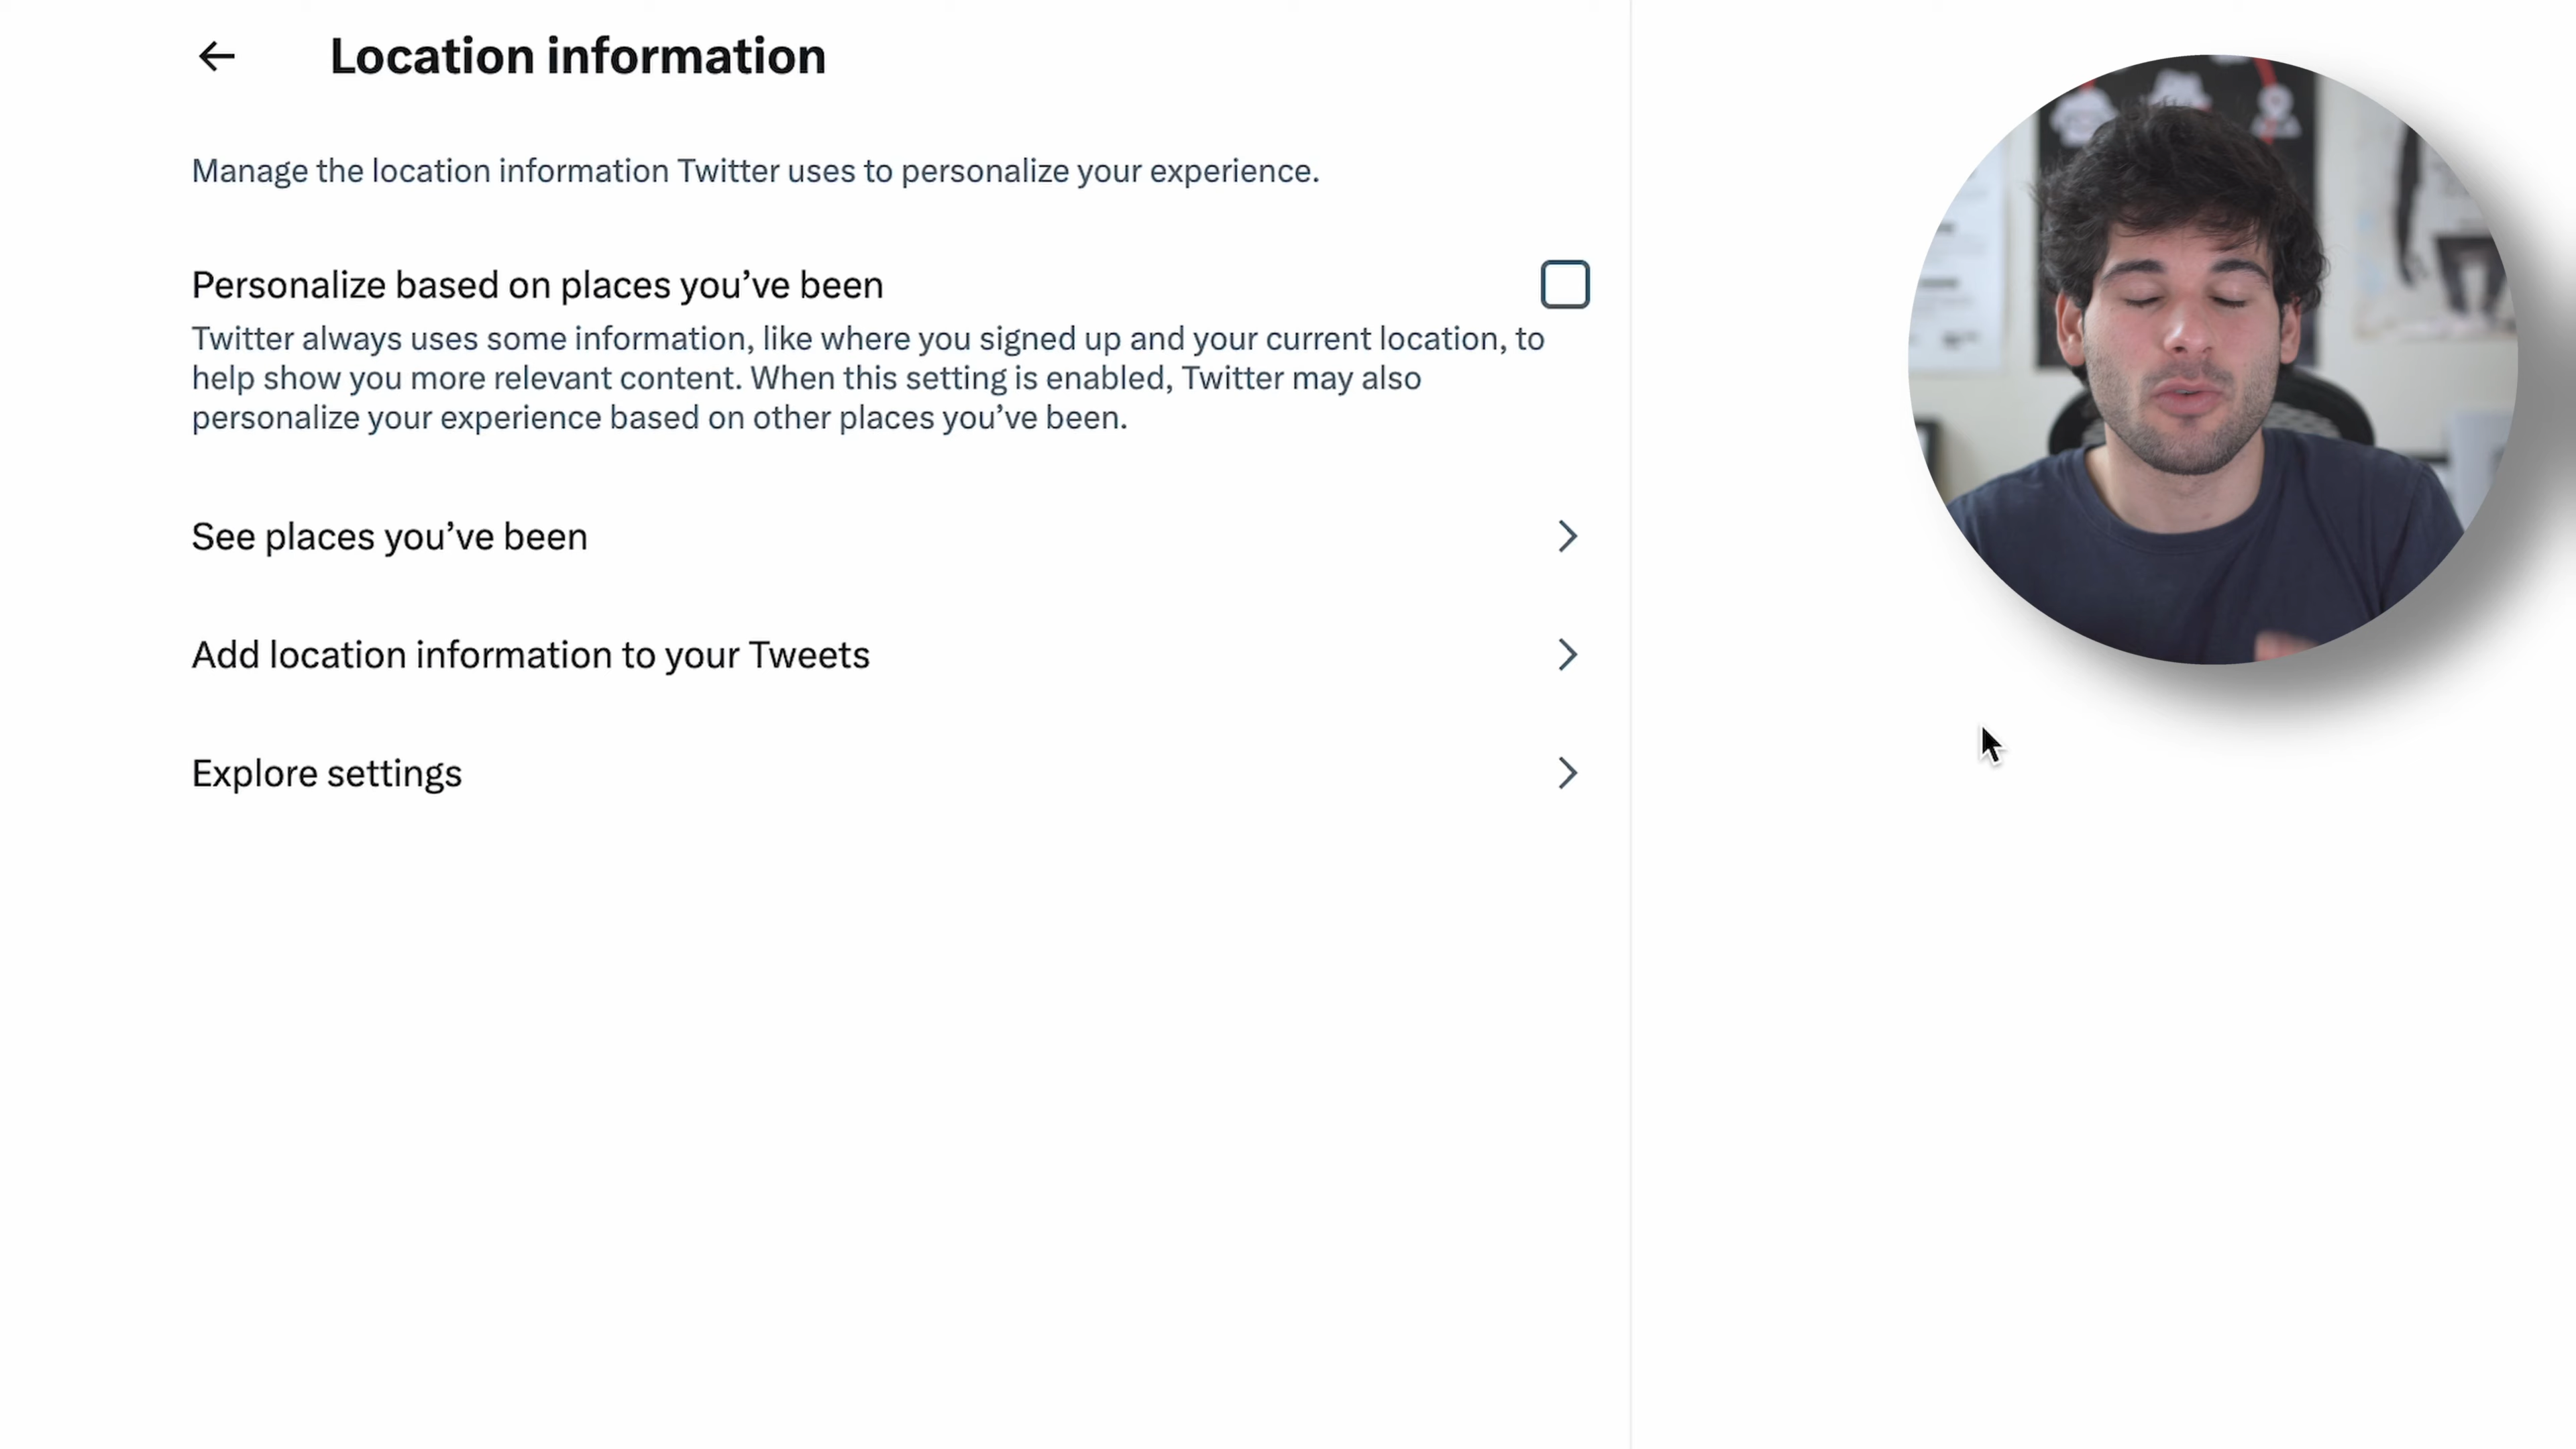 Location information
Manage the location information Twitter uses to personalize your experience.
Personalize based on places you’ve been
Twitter always uses some information, like where you signed up and your current location, to
help show you more relevant content. When this setting is enabled, Twitter may also
personalize your experience based on other places you’ve been.
See places you’ve been
Add location information to your Tweets
Explore settings